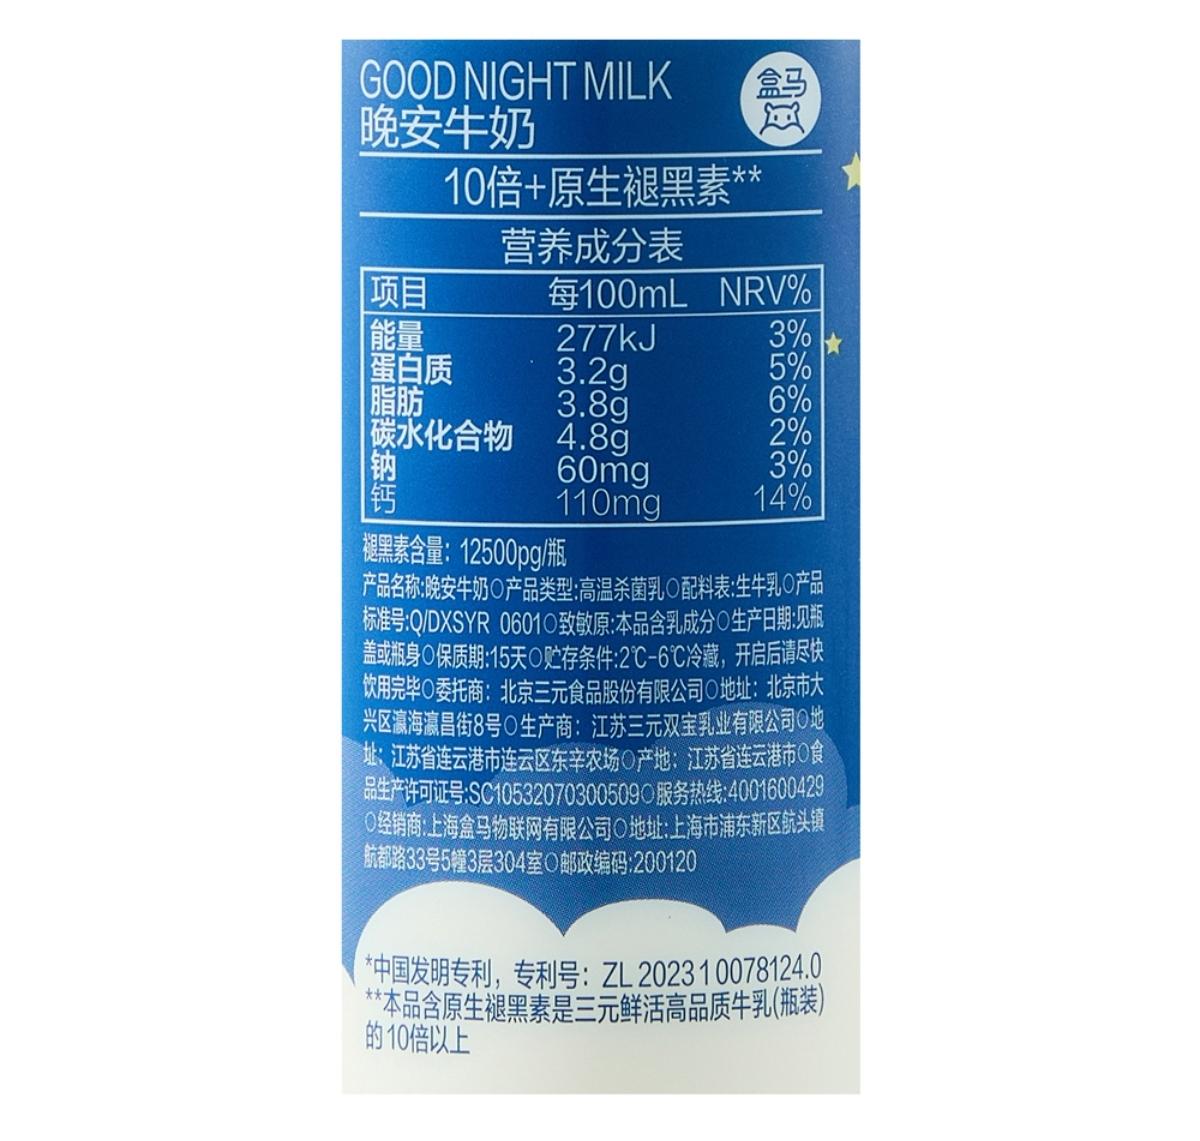 GOOD NIGHT MILK
晚安牛奶
盒马
10倍+原生褪黑素**
营养成分表
项目 每100mL NRV%
能量 277kJ 3%
蛋白质 3.2g 5%
脂肪 3.8g 6%
碳水化合物 4.8g 2%
钠 60mg 3%
钙 110mg 14%
褪黑素含量：12500pg/瓶
产品名称:晚安牛奶○产品类型:高温杀菌乳○配料表:生牛乳○产品
标准号:Q/DXSYR 0601○致敏原:本品含乳成分○生产日期:见瓶
盖或瓶身○保质期:15天○贮存条件:2℃-6℃冷藏，开启后请尽快
饮用完毕○委托商：北京三元食品股份有限公司○地址：北京市大
兴区瀛海瀛昌街8号○生产商：江苏三元双宝乳业有限公司○地
址：江苏省连云港市连云区东辛农场○产地：江苏省连云港市○食
品生产许可证号:SC10532070300509○服务热线:4001600429
○经销商:上海盒马物联网有限公司○地址:上海市浦东新区航头镇
航都路33号5幢3层304室○邮政编码:200120
*中国发明专利，专利号：ZL 2023 1 0078124.0
**本品含原生褪黑素是三元鲜活高品质牛乳(瓶装)
的10倍以上